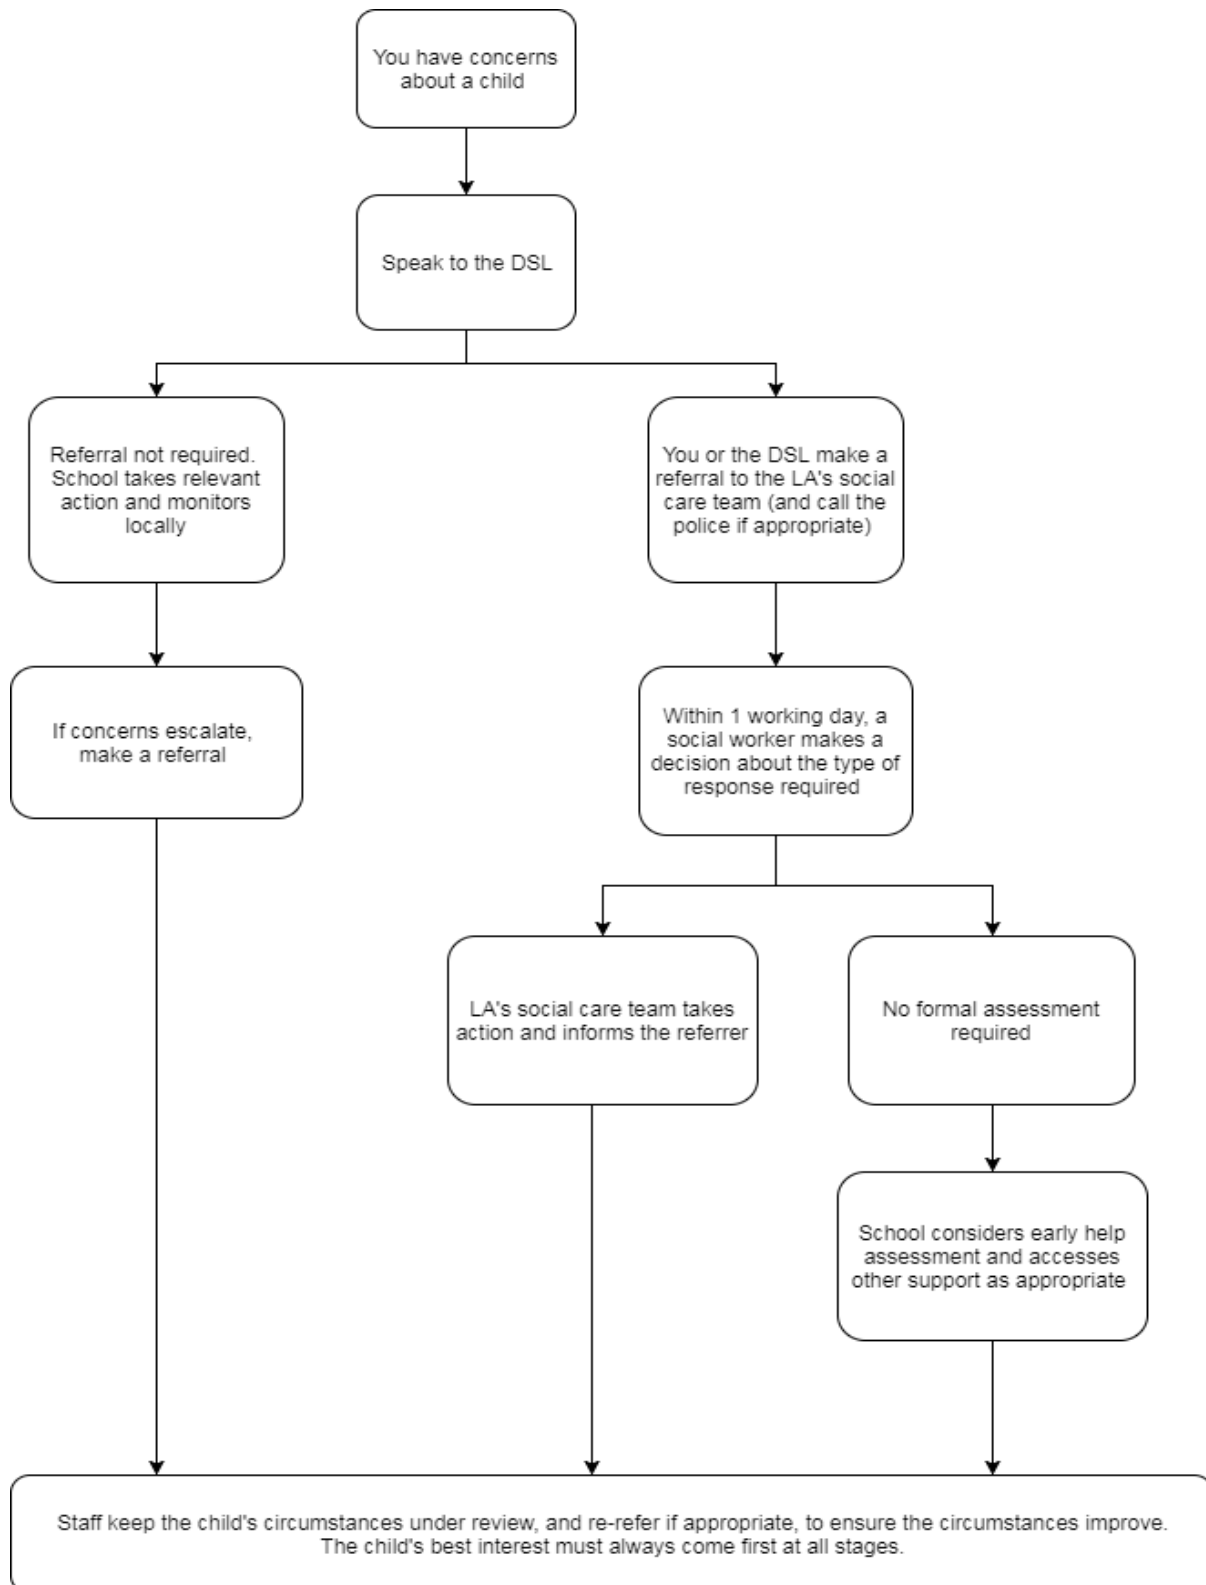 You have concerns
about a child
Speak to the DSL
Referral not required.
School takes relevant
action and monitors
locally
You or the DSL make a
referral to the LA's social
care team (and call the
police if appropriate)
If concerns escalate,
make a referral
Within 1 working day, a
social worker makes a
decision about the type of
response required
LA's social care team takes
action and informs the referrer
No formal assessment
required
School considers early help
assessment and accesses
other support as appropriate
Staff keep the child's circumstances under review, and re-refer if appropriate, to ensure the circumstances improve.
The child's best interest must always come first at all stages.